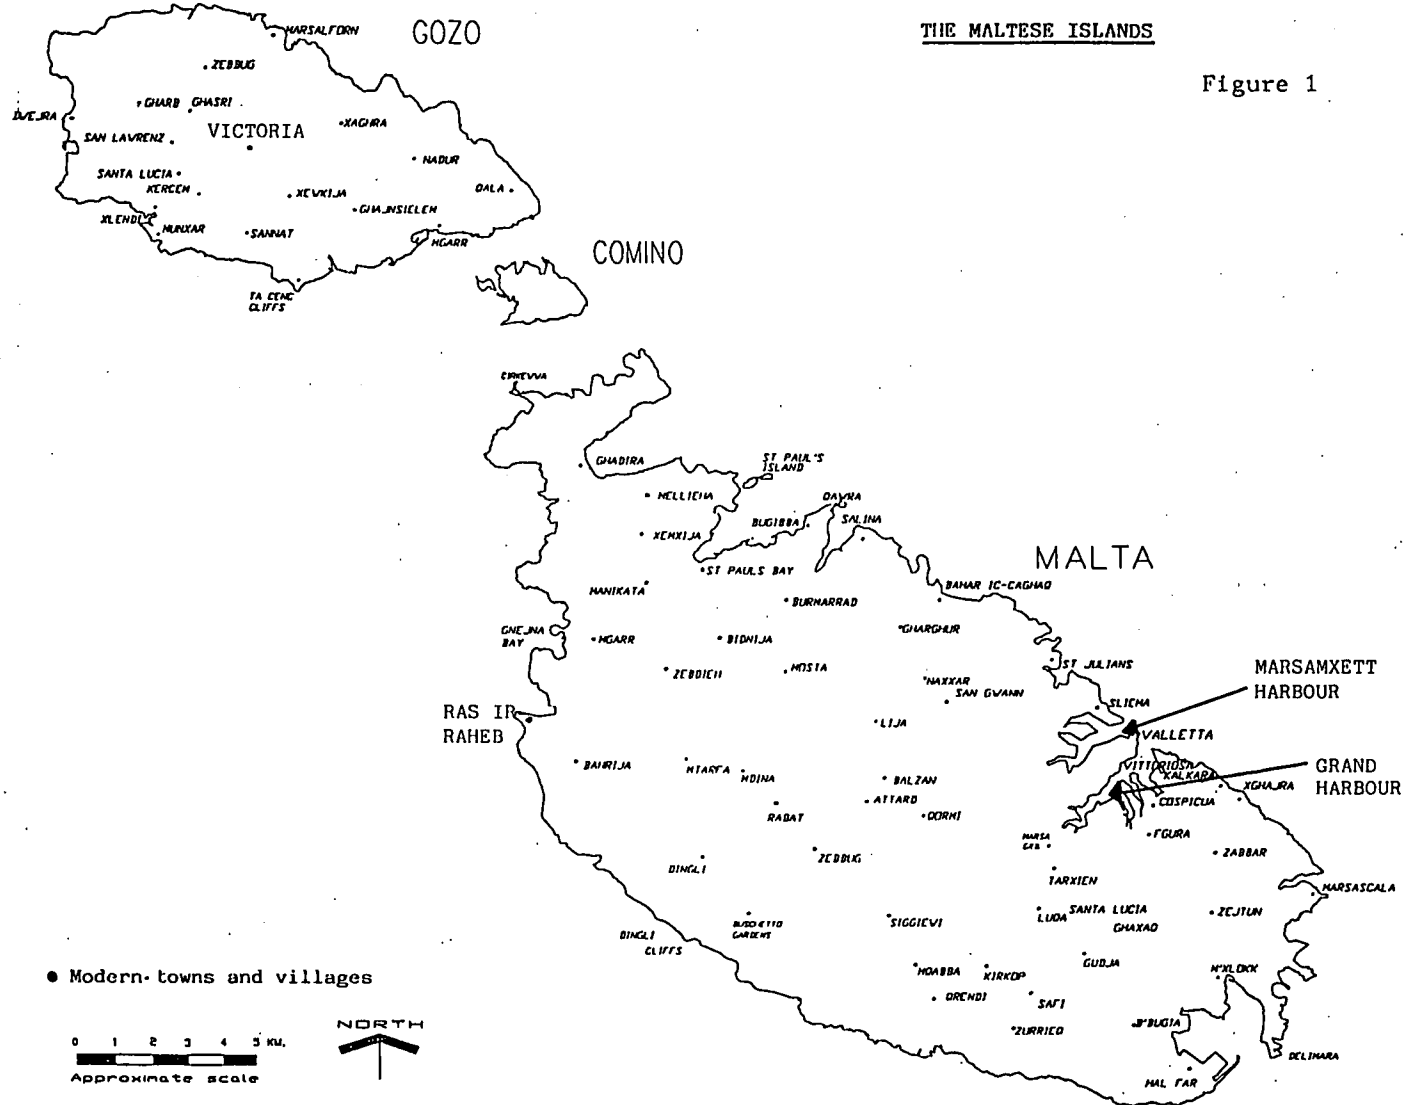 THE MALTESE ISLANDS
Figure 1
GOZO
MARSALFORN
ZEBBUG
GHARB
GHASRI
DWEJRA
SAN LAWRENZ
VICTORIA
XAGHRA
NADUR
SANTA LUCIA
KERCEM
XEWKIJA
QALA
GHAJNSIELEM
XLENDI
MUNXAR
SANNAT
MGARR
TA CENC
CLIFFS
COMINO
CIRKEWWA
GHADIRA
ST PAUL'S
ISLAND
MELLIEHA
QAWRA
BUGIBBA
SALINA
XEMXIJA
MALTA
ST PAULS BAY
MANIKATA
BAHAR IC-CAGHAQ
BURMARRAD
GNEJNA
BAY
MGARR
BIDNIJA
GHARGHUR
ZEBBIEH
MOSTA
ST JULIANS
MARSAMXETT
HARBOUR
NAXXAR
SAN GWANN
SLIEMA
RAS IR
RAHEB
LIJA
VALLETTA
BAHRIJA
MTARFA
MDINA
BALZAN
VITTORIOSA
KALKARA
GRAND
HARBOUR
XGHAJRA
RABAT
ATTARD
QORMI
COSPICUA
MARSA
FGURA
DINGLI
ZEBBUG
ZABBAR
TARXIEN
MARSASCALA
BUSCHETTO
GARDENS
SIGGIEWI
LUQA
SANTA LUCIA
GHAXAQ
ZEJTUN
DINGLI
CLIFFS
MQABBA
KIRKOP
GUDJA
M'XLOKK
• Modern towns and villages
QRENDI
SAFI
ZURRIEQ
B'BUGIA
DELIMARA
HAL FAR
0 1 2 3 4 5 KM.
Approximate scale
NORTH